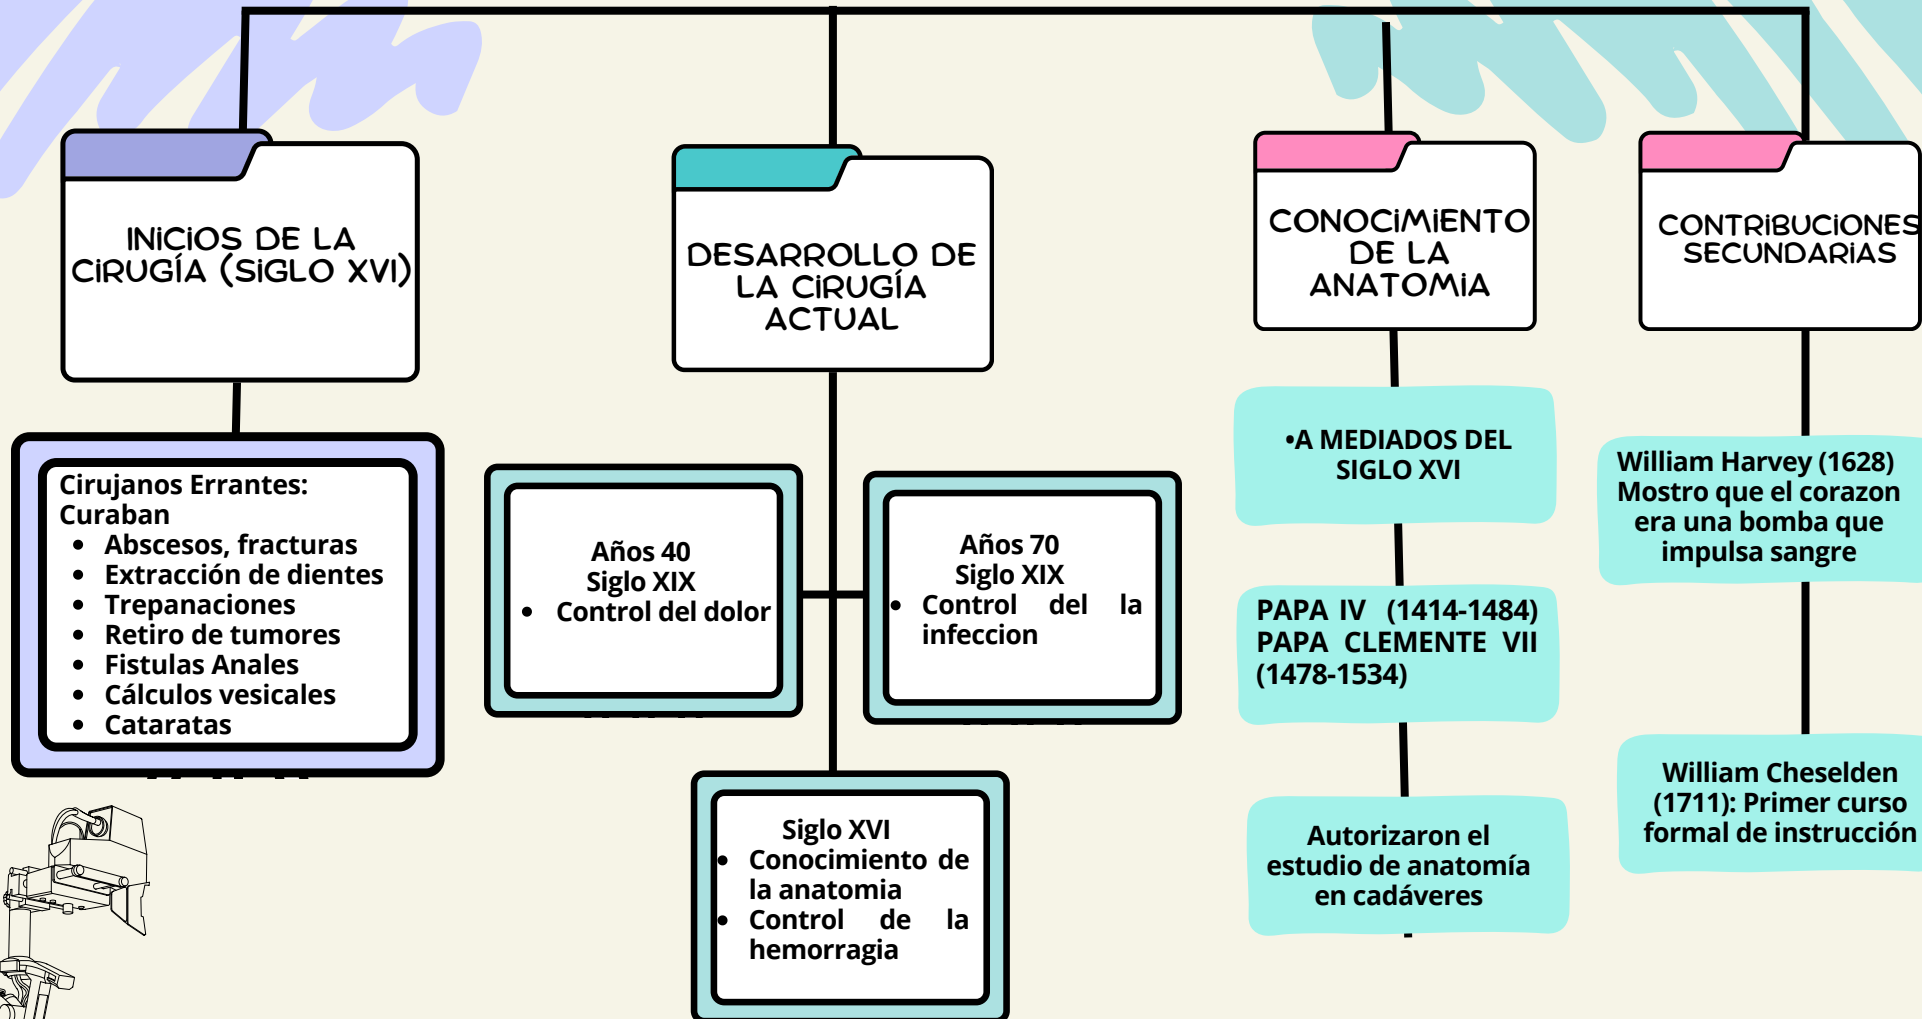 INICIOS DE LA
CIRUGÍA (SIGLO XVI)
Cirujanos Errantes:
Curaban
• Abscesos, fracturas
• Extracción de dientes
• Trepanaciones
• Retiro de tumores
• Fistulas Anales
• Cálculos vesicales
• Cataratas
DESARROLLO DE
LA CIRUGÍA
ACTUAL
Años 40
Siglo XIX
• Control del dolor
Años 70
Siglo XIX
• Control del la
infeccion
Siglo XVI
• Conocimiento de
la anatomia
• Control de la
hemorragia
CONOCIMIENTO
DE LA
ANATOMIA
•A MEDIADOS DEL
SIGLO XVI
PAPA IV (1414-1484)
PAPA CLEMENTE VII
(1478-1534)
Autorizaron el
estudio de anatomía
en cadáveres
CONTRIBUCIONES
SECUNDARIAS
William Harvey (1628)
Mostro que el corazon
era una bomba que
impulsa sangre
William Cheselden
(1711): Primer curso
formal de instrucción